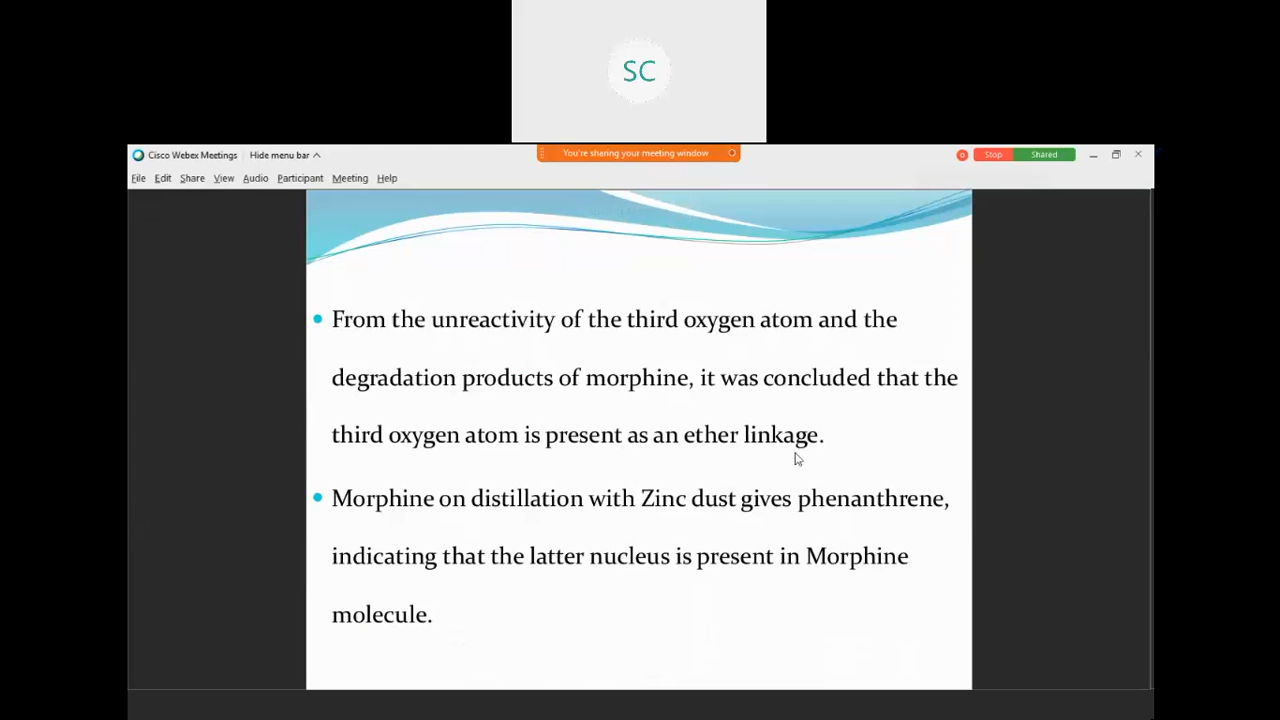 SC
Cisco Webex Meetings Hide menu bar
You're sharing your meeting window
Stop Shared
File Edit Share View Audio Participant Meeting Help
• From the unreactivity of the third oxygen atom and the
degradation products of morphine, it was concluded that the
third oxygen atom is present as an ether linkage.
• Morphine on distillation with Zinc dust gives phenanthrene,
indicating that the latter nucleus is present in Morphine
molecule.